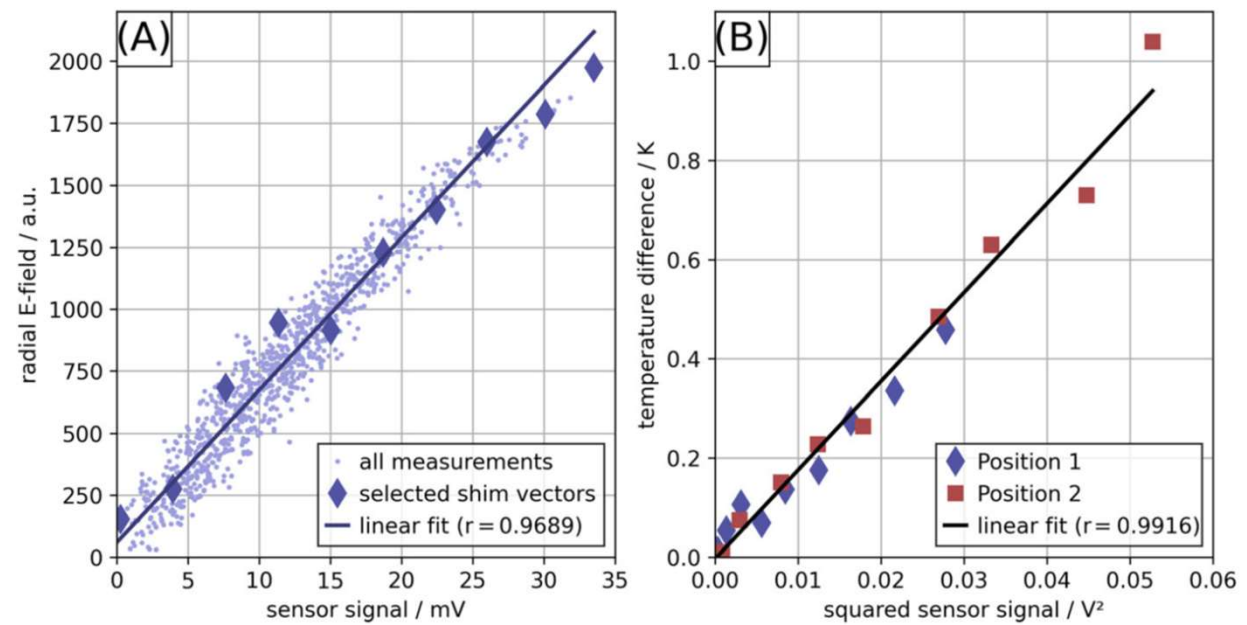 (A)
radial E-field / a.u.
2000
1750
1500
1250
1000
750
500
250
0
all measurements
selected shim vectors
linear fit (r = 0.9689)
0 5 10 15 20 25 30 35
sensor signal / mV
(B)
temperature difference / K
1.0
0.8
0.6
0.4
0.2
0.0
Position 1
Position 2
linear fit (r = 0.9916)
0.00 0.01 0.02 0.03 0.04 0.05 0.06
squared sensor signal / V²